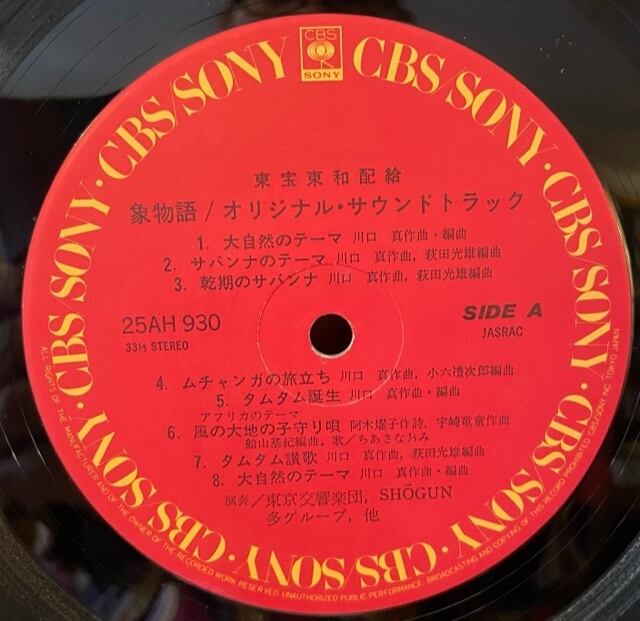 CBS
SONY
CBS/SONY · CBS/SONY · CBS/SONY · CBS/SONY · CBS/SONY · CBS/SONY · CBS/SONY · CBS/SONY
東宝東和配給
象物語/オリジナル・サウンドトラック
1. 大自然のテーマ 川口 真作曲・編曲
2. サバンナのテーマ 川口 真作曲, 萩田光雄編曲
3. 乾期のサバンナ 川口 真作曲, 萩田光雄編曲
25AH 930
33⅓ STEREO
SIDE A
JASRAC
4. ムチャンガの旅立ち 川口 真作曲, 小六禮次郎編曲
5. タムタム誕生 川口 真作曲・編曲
アフリカのテーマ
6. 風の大地の子守り唄 阿木燿子作詩, 宇崎竜童作曲
船山基紀編曲, 歌/ちあきなおみ
7. タムタム讃歌 川口 真作曲, 萩田光雄編曲
8. 大自然のテーマ 川口 真作曲・編曲
演奏/東京交響楽団, SHŌGUN
多グループ, 他
ALL RIGHTS OF THE MANUFACTURER AND OF THE OWNER OF THE RECORDED WORK RESERVED UNAUTHORIZED PUBLIC PERFORMANCE, BROADCASTING AND COPYING OF THIS RECORD PROHIBITED CBS/SONY INC. TOKYO JAPAN